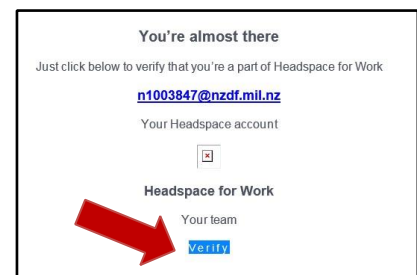 You're almost there
Just click below to verify that you're a part of Headspace for Work
n1003847@nzdf.mil.nz
Your Headspace account
Headspace for Work
Your team
Verify